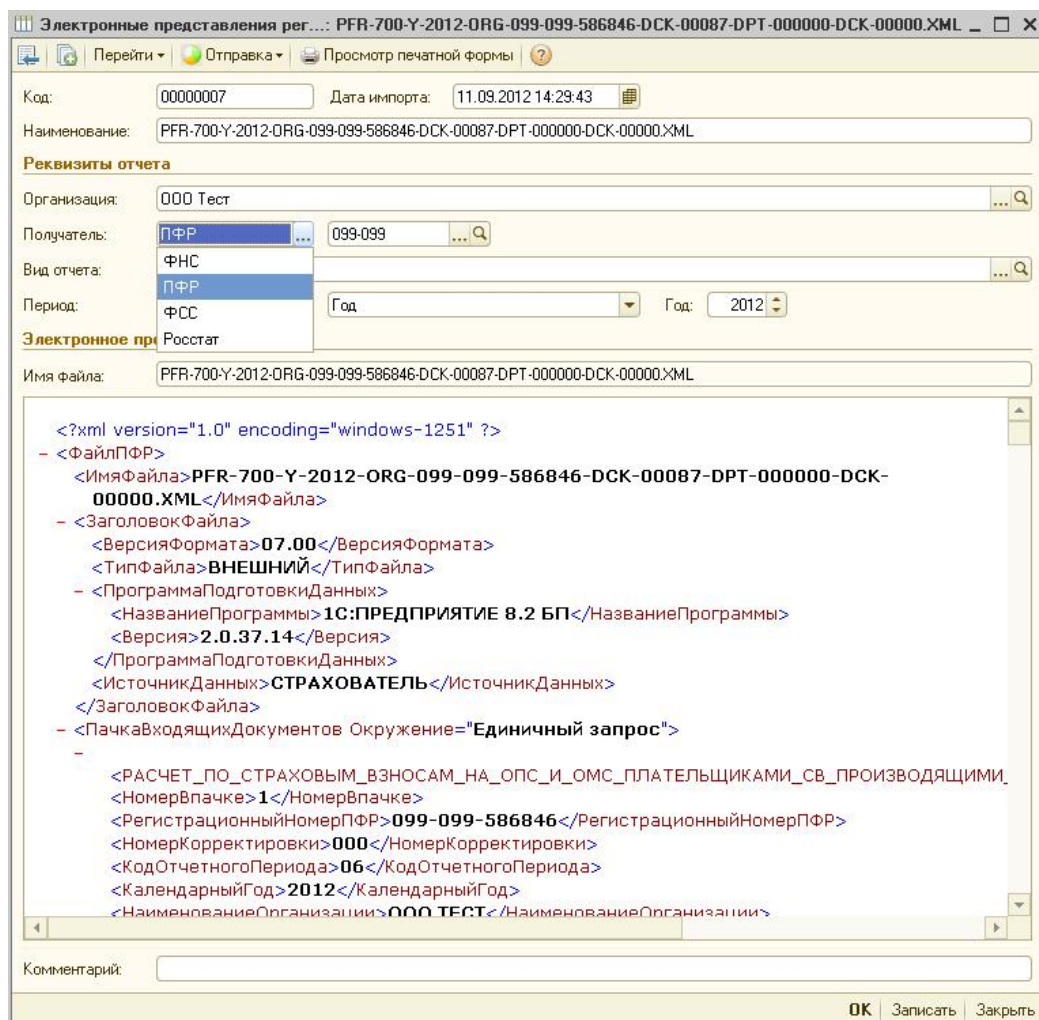 Электронные представления рег...: PFR-700-Y-2012-ORG-099-099-586846-DCK-00087-DPT-000000-DCK-00000.XML
Перейти Отправка Просмотр печатной формы ?
Код: 00000007 Дата импорта: 11.09.2012 14:29:43
Наименование: PFR-700-Y-2012-ORG-099-099-586846-DCK-00087-DPT-000000-DCK-00000.XML
Реквизиты отчета
Организация: ООО Тест ...
Получатель: ПФР ... 099-099 ...
ФНС
Вид отчета: ...
ПФР
Период: Год Год: 2012
ФСС
Электронное пр
Росстат
Имя файла: PFR-700-Y-2012-ORG-099-099-586846-DCK-00087-DPT-000000-DCK-00000.XML
<?xml version="1.0" encoding="windows-1251" ?>
- <ФайлПФР>
<ИмяФайла>PFR-700-Y-2012-ORG-099-099-586846-DCK-00087-DPT-000000-DCK-
00000.XML</ИмяФайла>
- <ЗаголовокФайла>
<ВерсияФормата>07.00</ВерсияФормата>
<ТипФайла>ВНЕШНИЙ</ТипФайла>
- <ПрограммаПодготовкиДанных>
<НазваниеПрограммы>1С:ПРЕДПРИЯТИЕ 8.2 БП</НазваниеПрограммы>
<Версия>2.0.37.14</Версия>
</ПрограммаПодготовкиДанных>
<ИсточникДанных>СТРАХОВАТЕЛЬ</ИсточникДанных>
</ЗаголовокФайла>
- <ПачкаВходящихДокументов Окружение="Единичный запрос">
-
<РАСЧЕТ_ПО_СТРАХОВЫМ_ВЗНОСАМ_НА_ОПС_И_ОМС_ПЛАТЕЛЬЩИКАМИ_СВ_ПРОИЗВОДЯЩИМИ_
<НомерВпачке>1</НомерВпачке>
<РегистрационныйНомерПФР>099-099-586846</РегистрационныйНомерПФР>
<НомерКорректировки>000</НомерКорректировки>
<КодОтчетногоПериода>06</КодОтчетногоПериода>
<КалендарныйГод>2012</КалендарныйГод>
<НаименованиеОрганизации>ООО ТЕСТ</НаименованиеОрганизации>
Комментарий:
OK Записать Закрыть